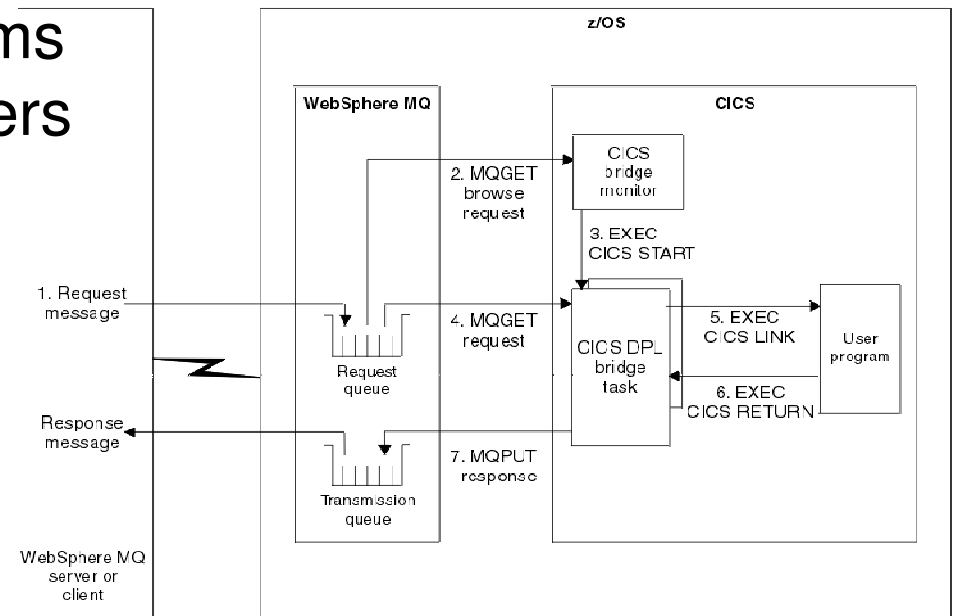 ms
ers
z/OS
WebSphere MQ
CICS
CICS
bridge
monitor
2. MQGET
browse
request
3. EXEC
CICS START
1. Request
message
4. MQGET
request
Request
queue
CICS DPL
bridge
task
5. EXEC
CICS LINK
User
program
6. EXEC
CICS RETURN
Response
message
7. MQPUT
response
Transmission
queue
WebSphere MQ
server or
client